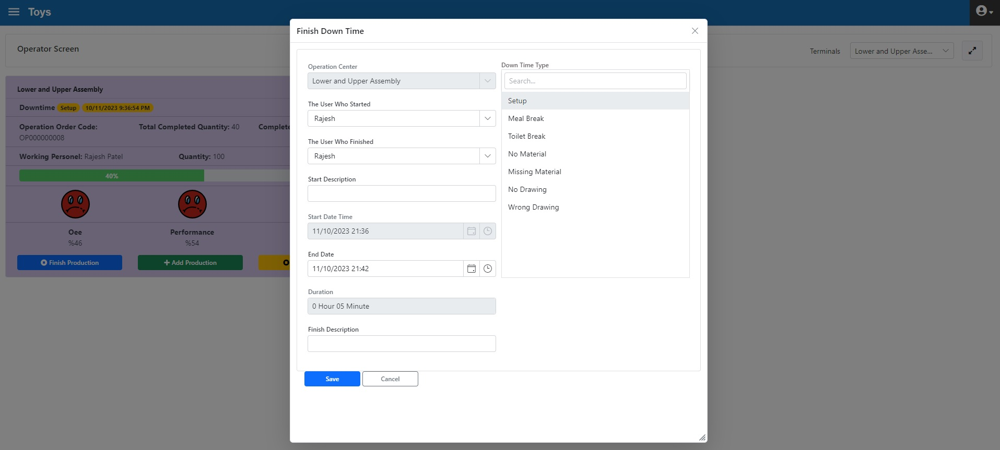 Toys
Operator Screen
Terminals
Lower and Upper Asse...
Lower and Upper Assembly
Downtime Setup 10/11/2023 9:36:54 PM
Operation Order Code:
OP000000008
Total Completed Quantity: 40
Working Personel: Rajesh Patel
Quantity: 100
40%
Oee
%46
Performance
%54
Finish Production
Add Production
Finish Down Time
Operation Center
Lower and Upper Assembly
The User Who Started
Rajesh
The User Who Finished
Rajesh
Start Description
Start Date Time
11/10/2023 21:36
End Date
11/10/2023 21:42
Duration
0 Hour 05 Minute
Finish Description
Down Time Type
Search...
Setup
Meal Break
Toilet Break
No Material
Missing Material
No Drawing
Wrong Drawing
Save
Cancel